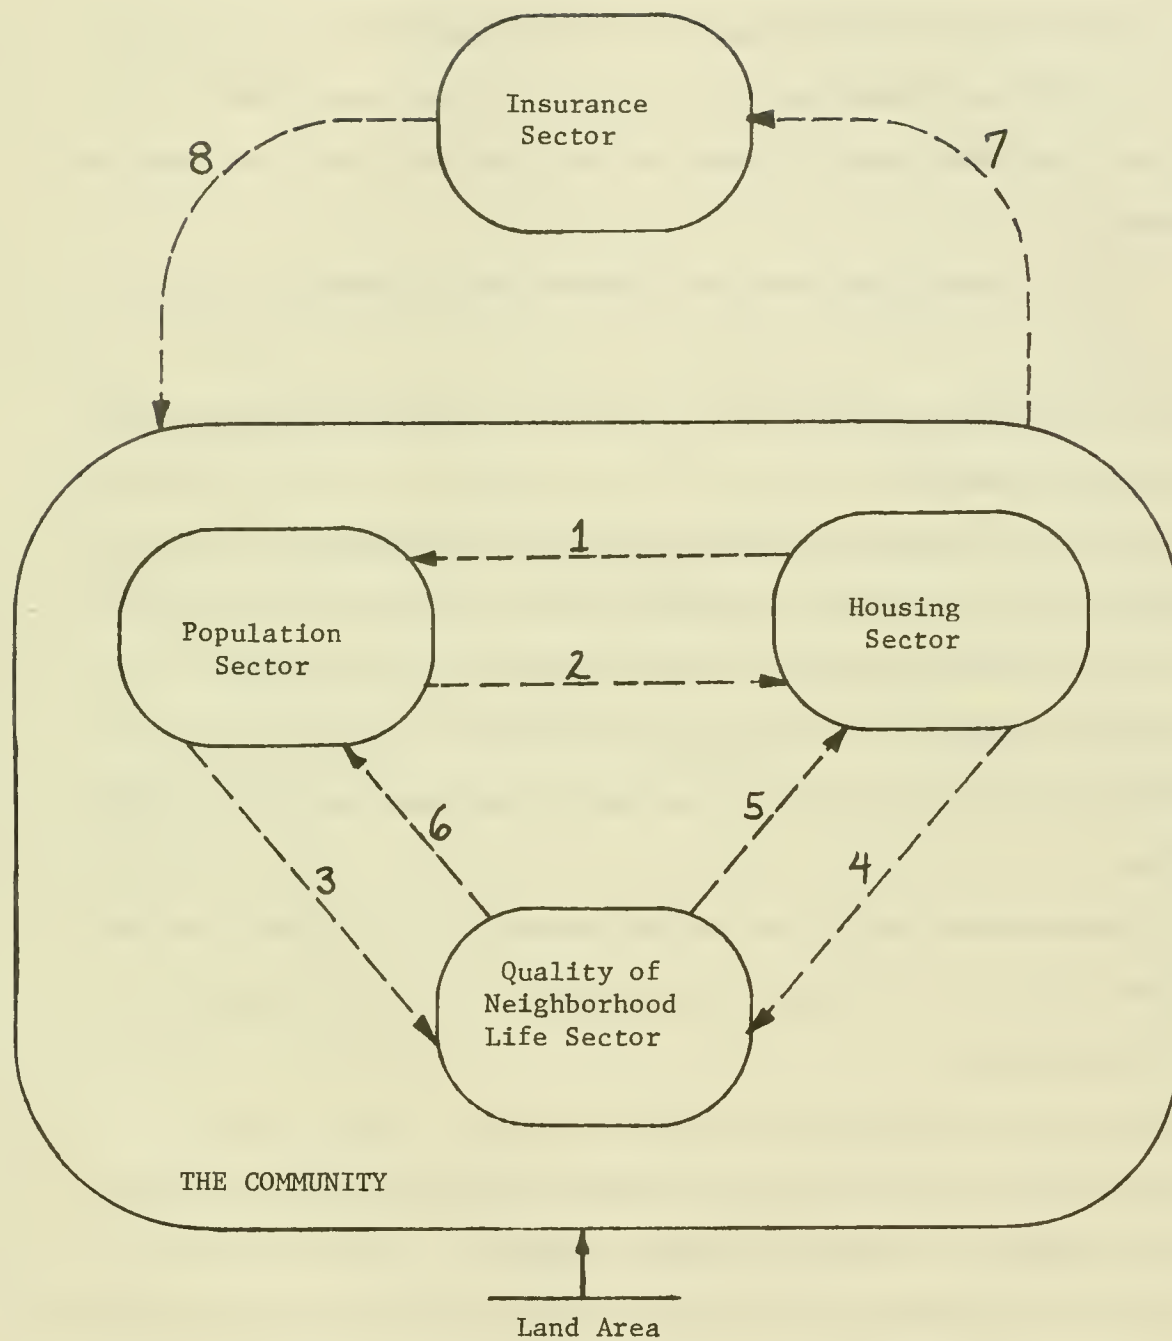 Insurance
Sector
8
7
1
Population
Sector
Housing
Sector
2
6
5
3
4
Quality of
Neighborhood
Life Sector
THE COMMUNITY
Land Area